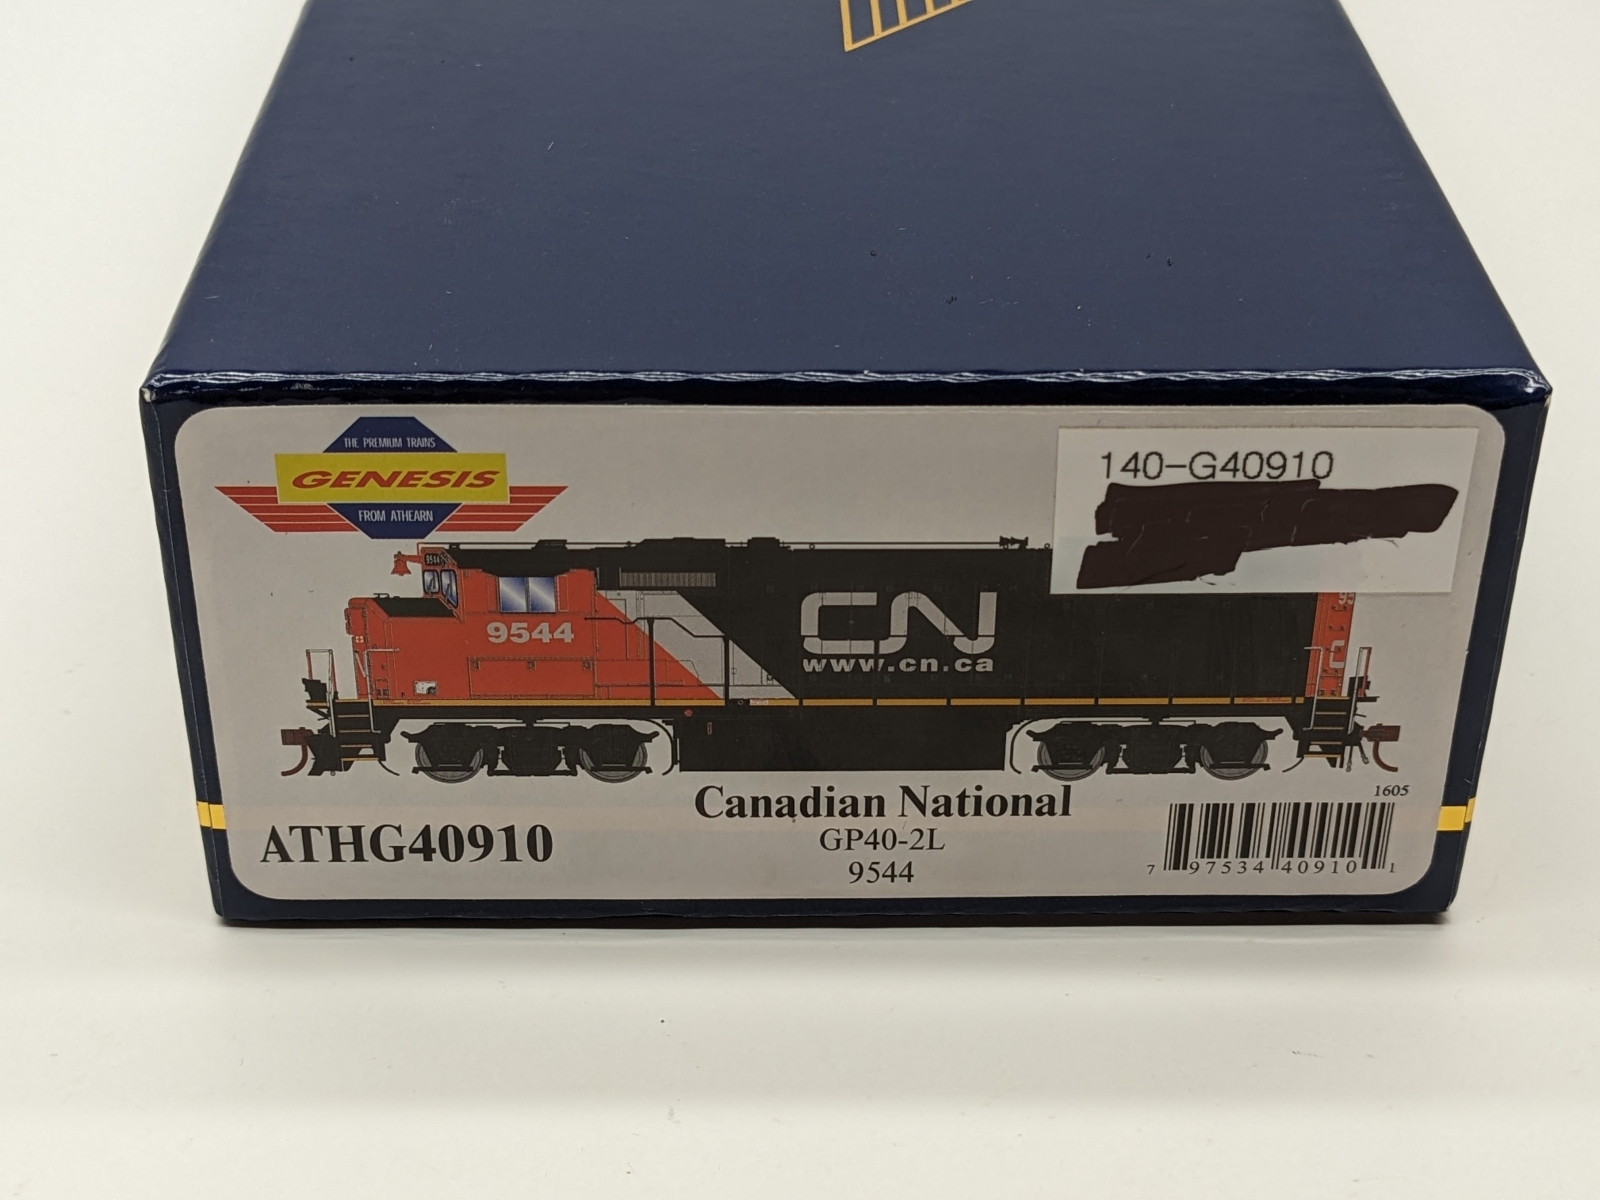 THE PREMIUM TRAINS
GENESIS
FROM ATHEARN
140-G40910
9544
9544
CN
www.cn.ca
Canadian National
GP40-2L
9544
ATHG40910
1605
7 97534 40910 1